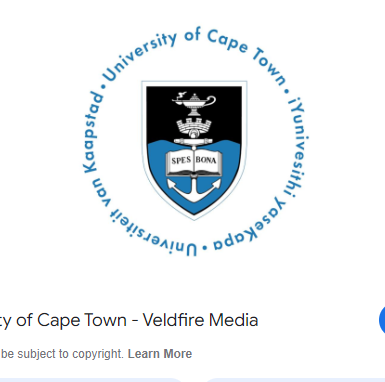 University of Cape Town • iYunivesithi yaseKapa • Universiteit van Kaapstad •
SPES BONA
ty of Cape Town - Veldfire Media
be subject to copyright. Learn More